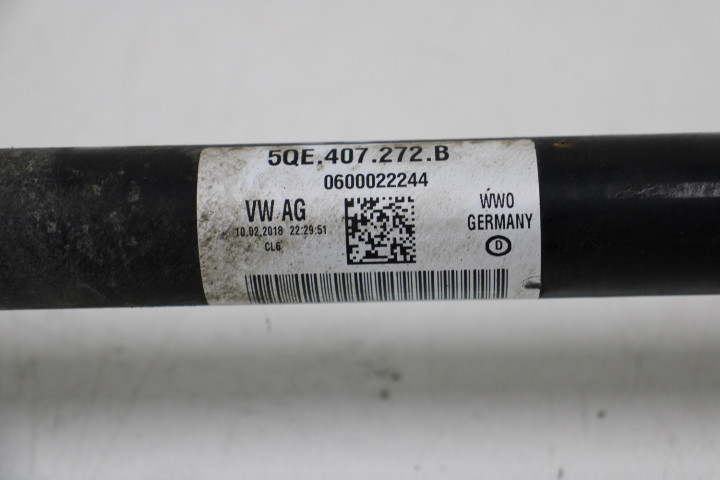 5QE.407.272.B
0600022244
VW AG
10.02.2018 22:29:51
CL6
WWO
GERMANY
D